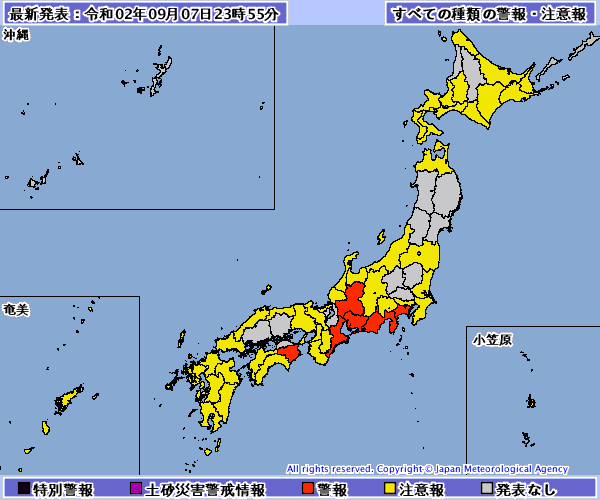 最新発表：令和02年09月07日23時55分
すべての種類の警報・注意報
沖縄
奄美
小笠原
All rights reserved. Copyright © Japan Meteorological Agency
特別警報 土砂災害警戒情報 警報 注意報 発表なし